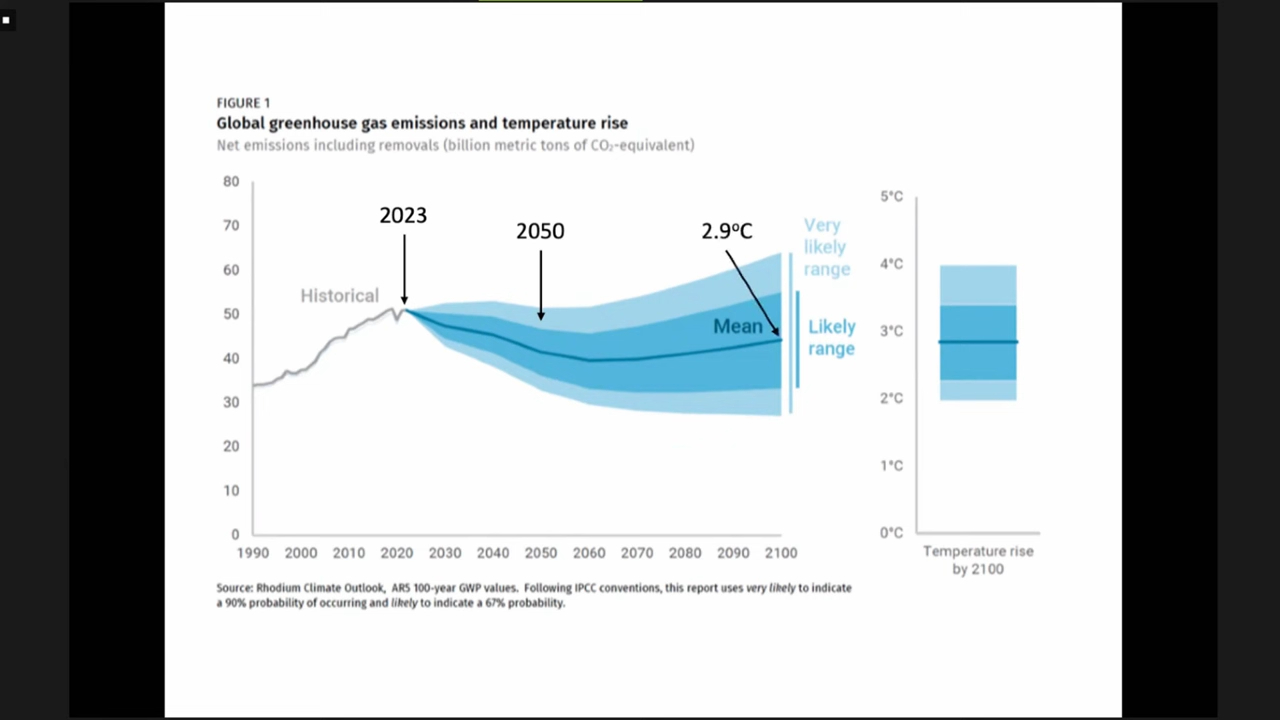 FIGURE 1
Global greenhouse gas emissions and temperature rise
Net emissions including removals (billion metric tons of CO₂-equivalent)
80
70
60
50
40
30
20
10
0
1990 2000 2010 2020 2030 2040 2050 2060 2070 2080 2090 2100
Historical
2023
2050
2.9ºC
Mean
Very
likely
range
Likely
range
5°C
4°C
3°C
2°C
1°C
0°C
Temperature rise
by 2100
Source: Rhodium Climate Outlook, AR5 100-year GWP values. Following IPCC conventions, this report uses very likely to indicate
a 90% probability of occurring and likely to indicate a 67% probability.